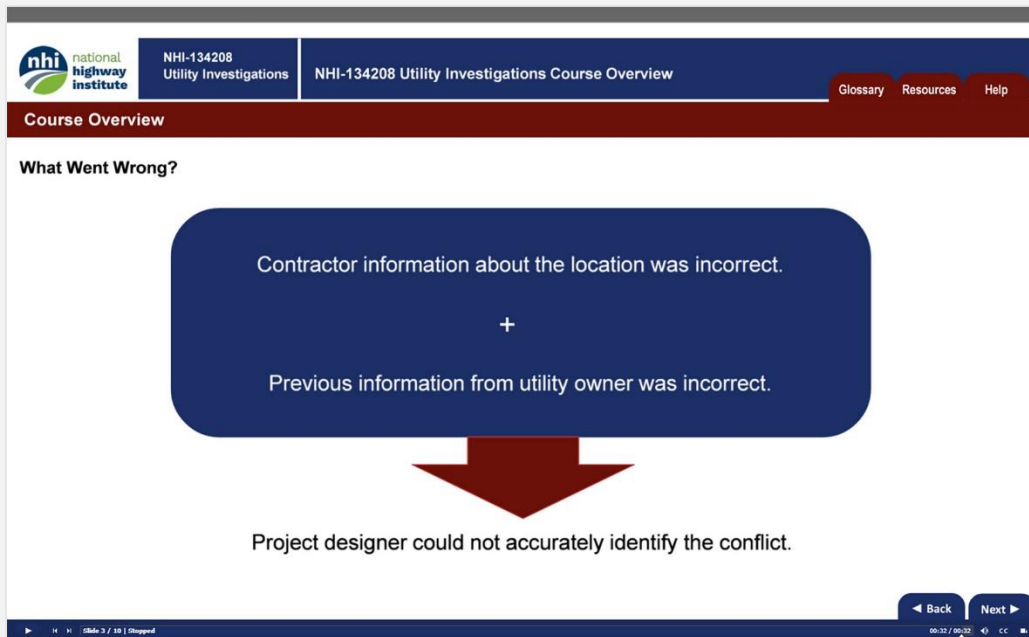 nhi national
highway
institute
NHI-134208
Utility Investigations
NHI-134208 Utility Investigations Course Overview
Glossary Resources Help
Course Overview
What Went Wrong?
Contractor information about the location was incorrect.
+
Previous information from utility owner was incorrect.
Project designer could not accurately identify the conflict.
◄ Back Next ►
Slide 3 / 10 | Stopped 00:32 / 00:32 CC